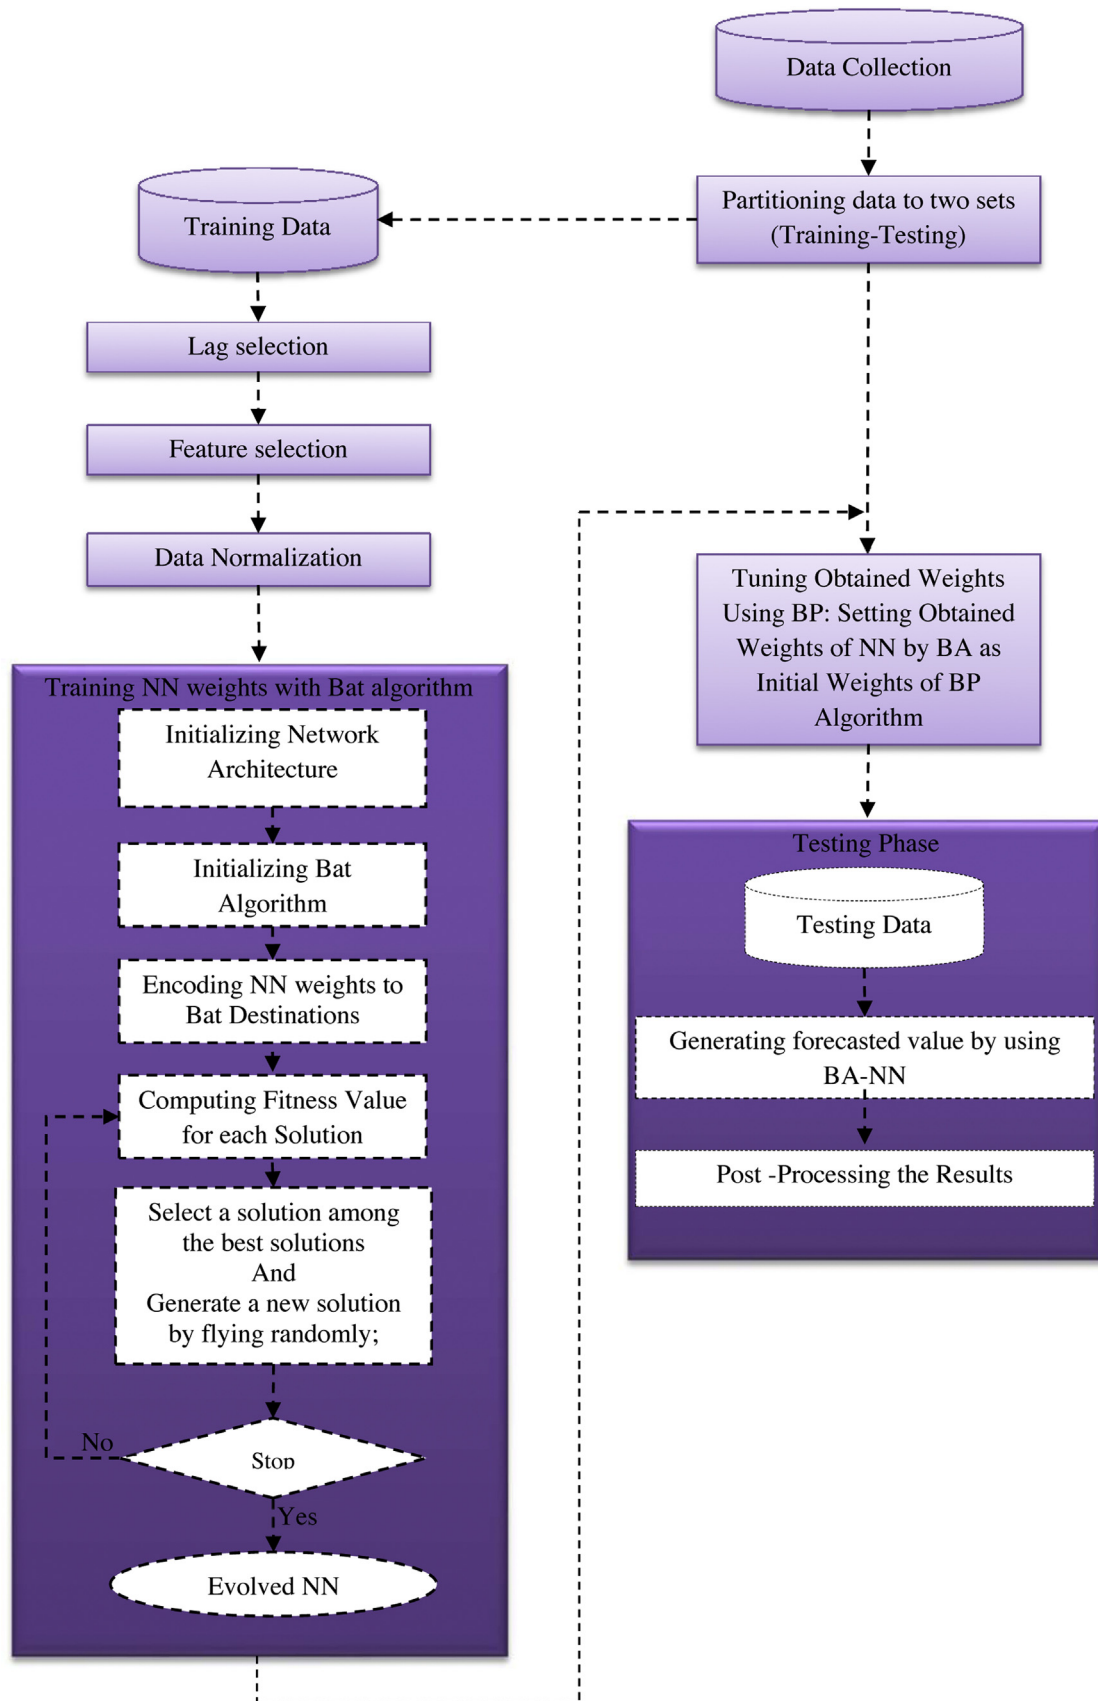 Data Collection
Partitioning data to two sets
(Training-Testing)
Training Data
Lag selection
Feature selection
Data Normalization
Training NN weights with Bat algorithm
Initializing Network
Architecture
Initializing Bat
Algorithm
Encoding NN weights to
Bat Destinations
Computing Fitness Value
for each Solution
Select a solution among
the best solutions
And
Generate a new solution
by flying randomly;
No
Stop
Yes
Evolved NN
Tuning Obtained Weights
Using BP: Setting Obtained
Weights of NN by BA as
Initial Weights of BP
Algorithm
Testing Phase
Testing Data
Generating forecasted value by using
BA-NN
Post -Processing the Results